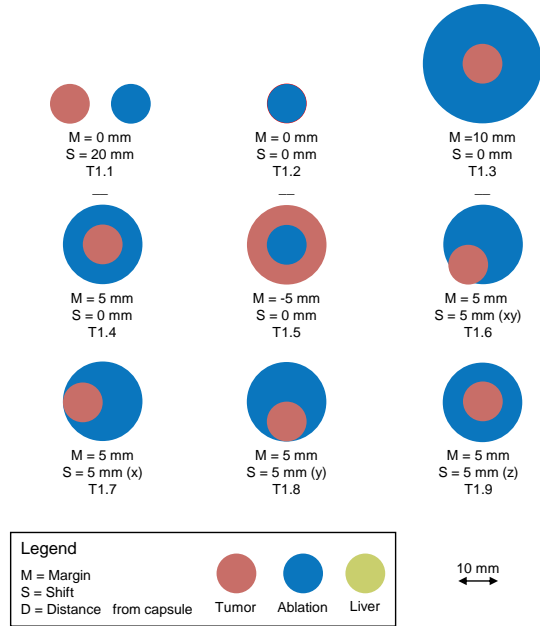 M = 0 mm
S = 20 mm
T1.1
M = 0 mm
S = 0 mm
T1.2
M =10 mm
S = 0 mm
T1.3
M = 5 mm
S = 0 mm
T1.4
M = -5 mm
S = 0 mm
T1.5
M = 5 mm
S = 5 mm (xy)
T1.6
M = 5 mm
S = 5 mm (x)
T1.7
M = 5 mm
S = 5 mm (y)
T1.8
M = 5 mm
S = 5 mm (z)
T1.9
Legend
M = Margin
S = Shift
D = Distance from capsule
Tumor
Ablation
Liver
10 mm